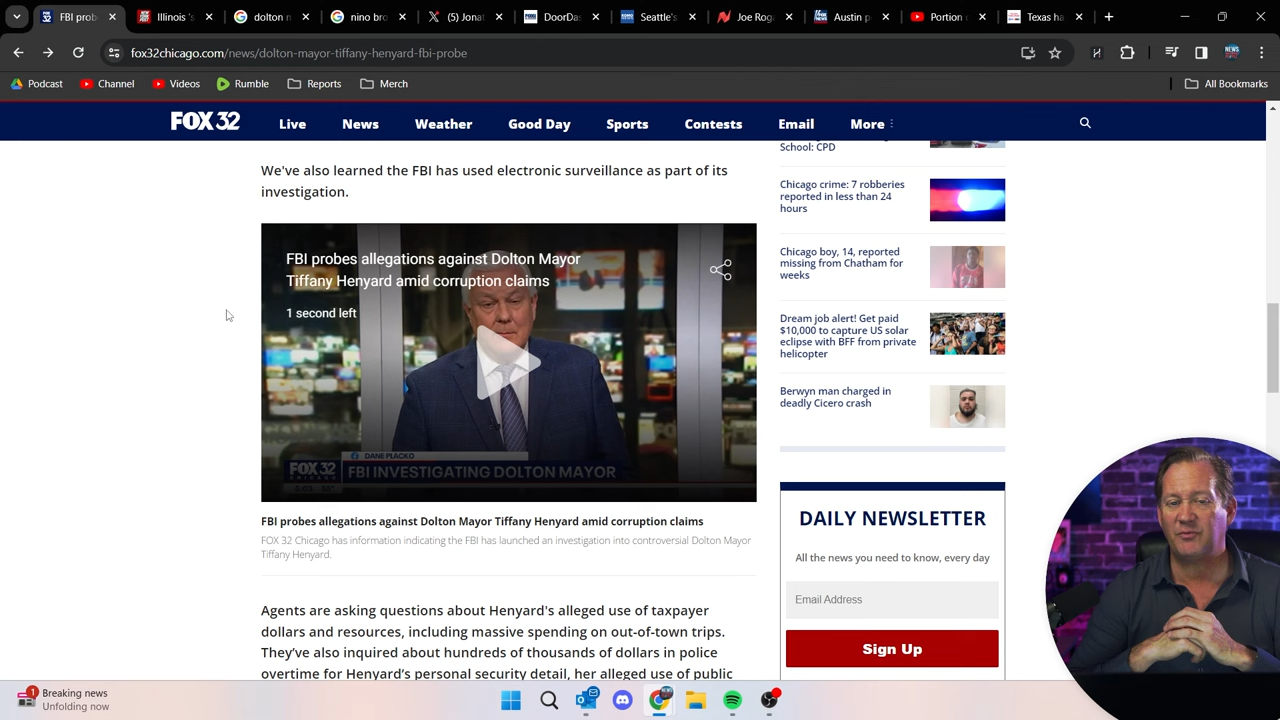 FBI prob
Illinois 's
dolton m
nino bro
(5) Jonat
DoorDas
Seattle's
Joe Roga
Austin p
Portion c
Texas ha
fox32chicago.com/news/dolton-mayor-tiffany-henyard-fbi-probe
Podcast
Channel
Videos
Rumble
Reports
Merch
All Bookmarks
FOX 32
Live
News
Weather
Good Day
Sports
Contests
Email
More
We've also learned the FBI has used electronic surveillance as part of its
investigation.
FBI probes allegations against Dolton Mayor
Tiffany Henyard amid corruption claims
1 second left
DANE PLACKO
FOX 32
CHICAGO
FBI INVESTIGATING DOLTON MAYOR
FBI probes allegations against Dolton Mayor Tiffany Henyard amid corruption claims
FOX 32 Chicago has information indicating the FBI has launched an investigation into controversial Dolton Mayor
Tiffany Henyard.
Agents are asking questions about Henyard's alleged use of taxpayer
dollars and resources, including massive spending on out-of-town trips.
They've also inquired about hundreds of thousands of dollars in police
overtime for Henyard's personal security detail, her alleged use of public
School: CPD
Chicago crime: 7 robberies
reported in less than 24
hours
Chicago boy, 14, reported
missing from Chatham for
weeks
Dream job alert! Get paid
$10,000 to capture US solar
eclipse with BFF from private
helicopter
Berwyn man charged in
deadly Cicero crash
DAILY NEWSLETTER
All the news you need to know, every day
Email Address
Sign Up
1
Breaking news
Unfolding now